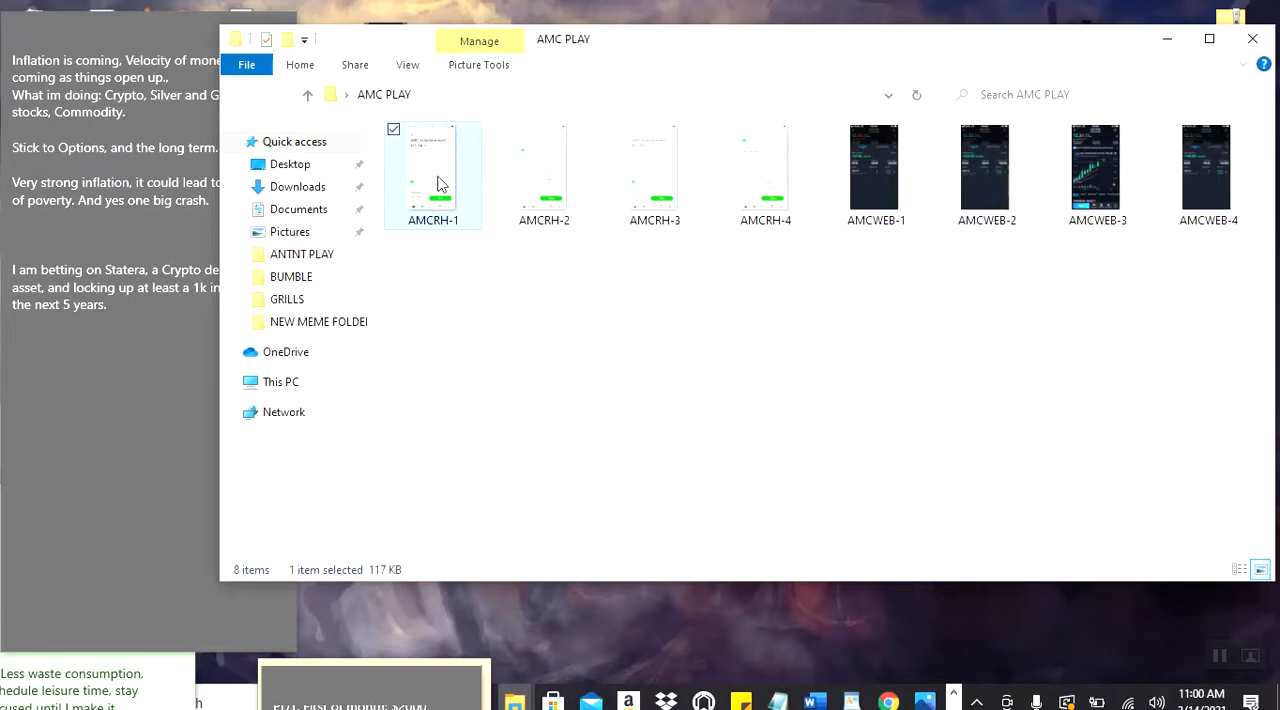 Inflation is coming, Velocity of mone
coming as things open up.,
What im doing: Crypto, Silver and G
stocks, Commodity.
Stick to Options, and the long term.
Very strong inflation, it could lead to
of poverty. And yes one big crash.
I am betting on Statera, a Crypto de
asset, and locking up at least a 1k in
the next 5 years.
Manage
AMC PLAY
File
Home
Share
View
Picture Tools
AMC PLAY
Search AMC PLAY
Quick access
Desktop
Downloads
Documents
Pictures
ANTNT PLAY
BUMBLE
GRILLS
NEW MEME FOLDEI
OneDrive
This PC
Network
AMCRH-1
AMCRH-2
AMCRH-3
AMCRH-4
AMCWEB-1
AMCWEB-2
AMCWEB-3
AMCWEB-4
8 items
1 item selected 117 KB
Less waste consumption,
hedule leisure time, stay
cused until I make it
h
11:00 AM